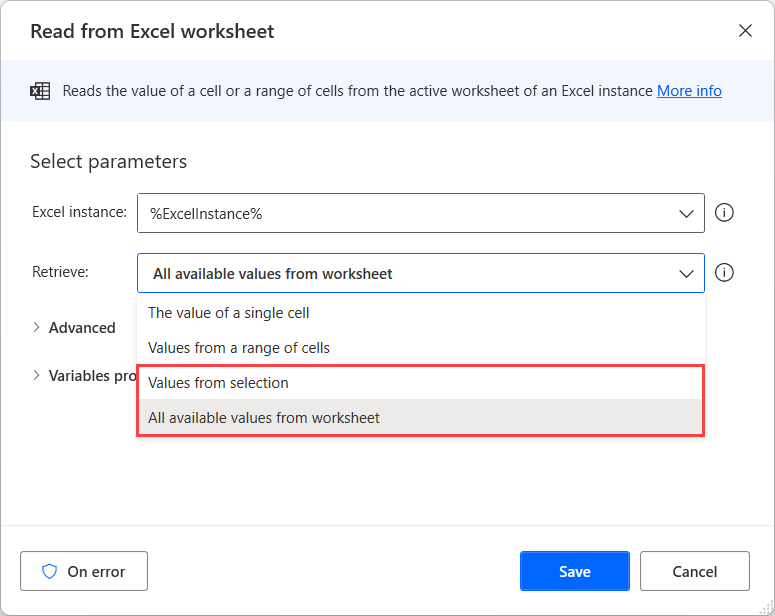 Read from Excel worksheet
Reads the value of a cell or a range of cells from the active worksheet of an Excel instance More info
Select parameters
Excel instance: %ExcelInstance%
Retrieve: All available values from worksheet
The value of a single cell
Advanced
Values from a range of cells
Variables pro
Values from selection
All available values from worksheet
On error Save Cancel